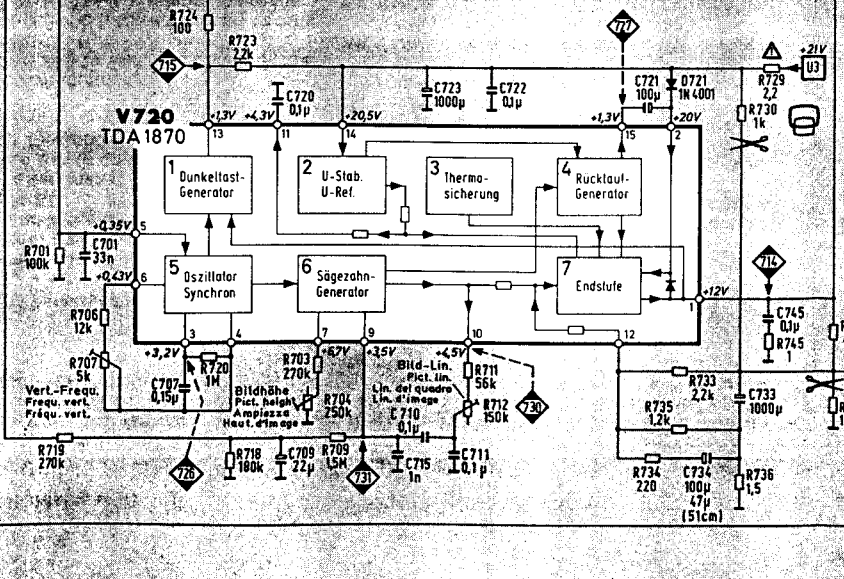 R724
100
715
R723
2,2k
727
+21V
U3
R729
2,2
C720
0,1µ
C723
1000µ
C722
0,1µ
C721
100µ
D721
1N 4001
R730
1k
V720
TDA 1870
+1,3V
+4,3V
+20,5V
+1,3V
+20V
13
11
14
15
2
1
Dunkeltast-
Generator
2
U-Stab.
U-Ref.
3
Thermo-
sicherung
4
Rücklauf-
Generator
+0,35V
5
R701
100k
C701
33n
+0,43V
6
5
Oszillator
Synchron
6
Sägezahn-
Generator
7
Endstufe
714
+12V
1
R706
12k
R707
5k
Vert.-Frequ.
Frequ. vert.
Fréqu. vert.
3
4
7
9
10
12
+3,2V
+6,7V
+3,5V
+4,5V
R720
1M
C707
0,15µ
R703
270k
Bildhöhe
Pict. height
Ampiezza
Haut. d'image
R704
250k
Bild-Lin.
Pict. lin.
Lin. del quadro
Lin. d'image
R711
56k
R712
150k
730
C745
0,1µ
R745
1
R733
2,2k
C733
1000µ
R735
1,2k
R719
270k
726
R718
180k
C709
22µ
R709
1,5M
731
C710
0,1µ
C715
1n
C711
0,1µ
R734
220
C734
100µ
47µ
(51cm)
R736
1,5